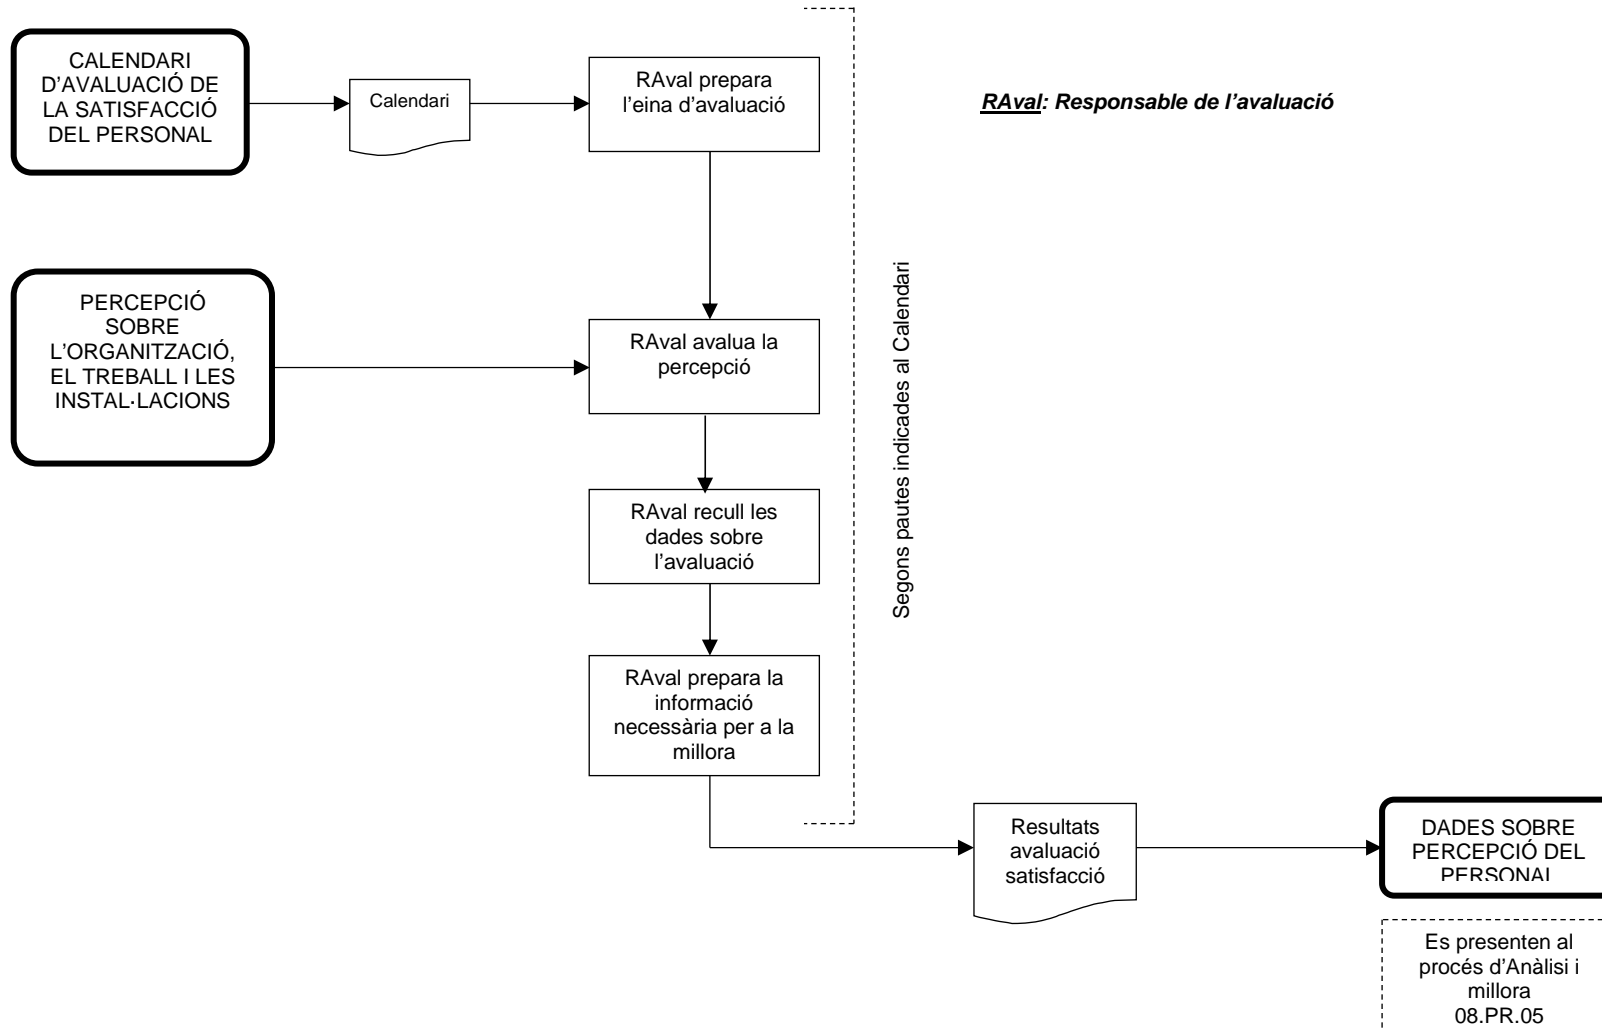 CALENDARI
D'AVALUACIÓ DE
LA SATISFACCIÓ
DEL PERSONAL
Calendari
RAval prepara
l’eina d’avaluació
RAval: Responsable de l’avaluació
PERCEPCIÓ
SOBRE
L’ORGANITZACIÓ,
EL TREBALL I LES
INSTAL·LACIONS
RAval avalua la
percepció
Segons pautes indicades al Calendari
RAval recull les
dades sobre
l’avaluació
RAval prepara la
informació
necessària per a la
millora
Resultats
avaluació
satisfacció
DADES SOBRE
PERCEPCIÓ DEL
PERSONAL
Es presenten al
procés d’Anàlisi i
millora
08.PR.05